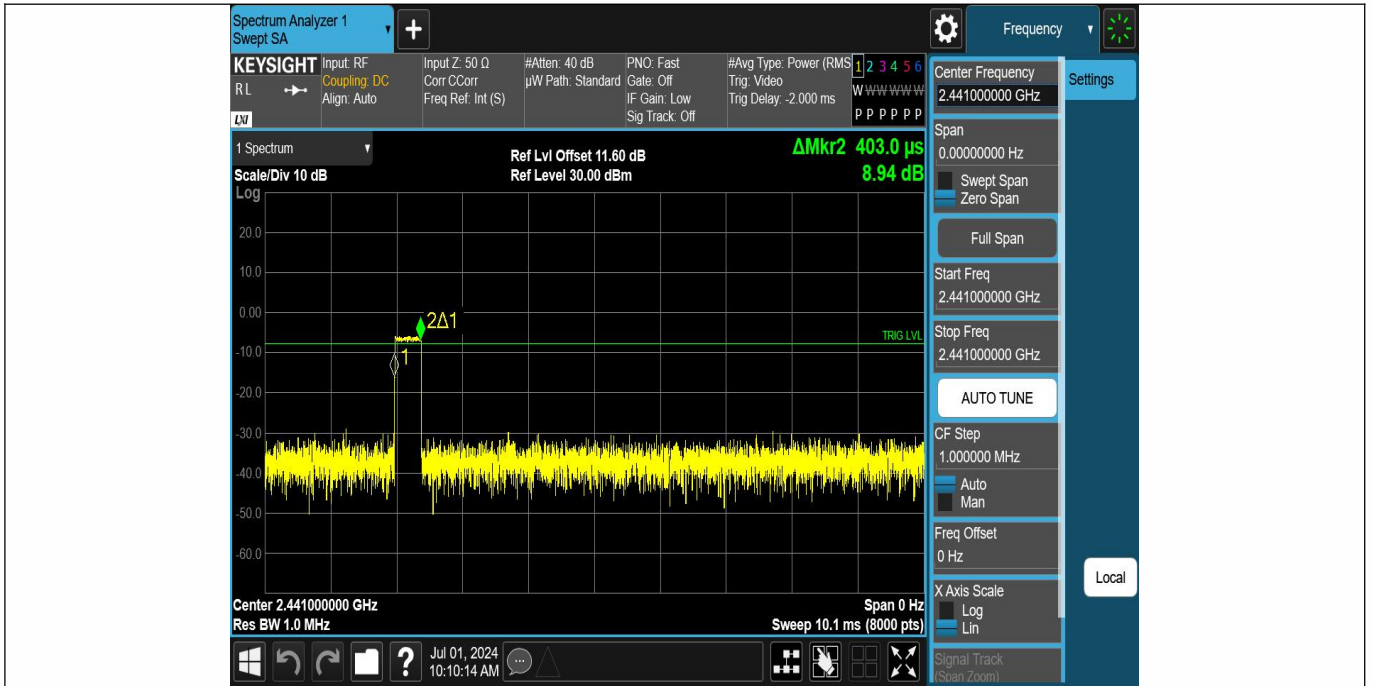 Spectrum Analyzer 1
Swept SA
+
Frequency
KEYSIGHT
RL
LXI
Input: RF
Coupling: DC
Align: Auto
Input Z: 50 Ω
Corr CCorr
Freq Ref: Int (S)
#Atten: 40 dB
µW Path: Standard
PNO: Fast
Gate: Off
IF Gain: Low
Sig Track: Off
#Avg Type: Power (RMS
Trig: Video
Trig Delay: -2.000 ms
1 2 3 4 5 6
W W W W W W
P P P P P P
Center Frequency
2.441000000 GHz
Settings
1 Spectrum
Scale/Div 10 dB
Ref Lvl Offset 11.60 dB
Ref Level 30.00 dBm
ΔMkr2 403.0 µs
8.94 dB
Span
0.00000000 Hz
Swept Span
Zero Span
Full Span
Start Freq
2.441000000 GHz
Stop Freq
2.441000000 GHz
AUTO TUNE
CF Step
1.000000 MHz
Auto
Man
Freq Offset
0 Hz
X Axis Scale
Log
Lin
Signal Track
(Span Zoom)
Local
Log
20.0
10.0
0.00
-10.0
-20.0
-30.0
-40.0
-50.0
-60.0
2Δ1
1
TRIG LVL
Center 2.441000000 GHz
Span 0 Hz
Res BW 1.0 MHz
Sweep 10.1 ms (8000 pts)
?
Jul 01, 2024
10:10:14 AM